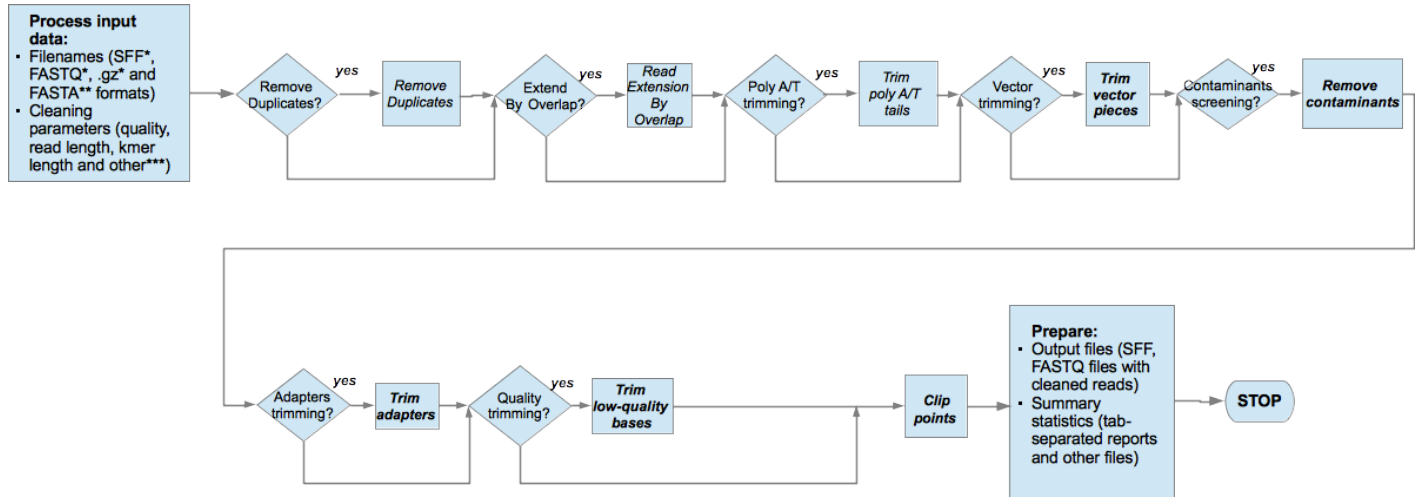 Process input
data:
▪ Filenames (SFF*,
FASTQ*, .gz* and
FASTA** formats)
▪ Cleaning
parameters (quality,
read length, kmer
length and other***)
Remove
Duplicates?
yes
Remove
Duplicates
Extend
By Overlap?
yes
Read
Extension
By
Overlap
Poly A/T
trimming?
yes
Trim
poly A/T
tails
Vector
trimming?
yes
Trim
vector
pieces
Contaminants
screening?
yes
Remove
contaminants
Adapters
trimming?
yes
Trim
adapters
Quality
trimming?
yes
Trim
low-quality
bases
Clip
points
Prepare:
▪ Output files (SFF,
FASTQ files with
cleaned reads)
▪ Summary
statistics (tab-
separated reports
and other files)
STOP